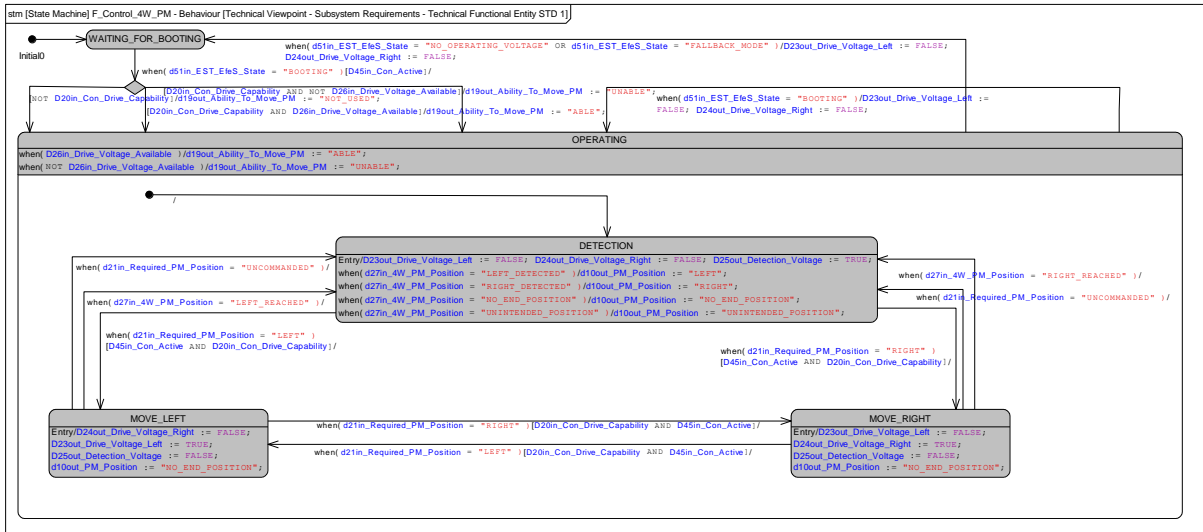 stm [State Machine] F_Control_4W_PM - Behaviour [Technical Viewpoint - Subsystem Requirements - Technical Functional Entity STD 1]
WAITING_FOR_BOOTING
Initial0
when( d51in_EST_EfeS_State = "NO_OPERATING_VOLTAGE" OR d51in_EST_EfeS_State = "FALLBACK_MODE" )/D23out_Drive_Voltage_Left := FALSE;
D24out_Drive_Voltage_Right := FALSE;
when( d51in_EST_EfeS_State = "BOOTING" )[D45in_Con_Active]/
[D20in_Con_Drive_Capability AND NOT D26in_Drive_Voltage_Available]/d19out_Ability_To_Move_PM := "UNABLE";
[NOT D20in_Con_Drive_Capability]/d19out_Ability_To_Move_PM := "NOT_USED";
[D20in_Con_Drive_Capability AND D26in_Drive_Voltage_Available]/d19out_Ability_To_Move_PM := "ABLE";
when( d51in_EST_EfeS_State = "BOOTING" )/D23out_Drive_Voltage_Left :=
FALSE; D24out_Drive_Voltage_Right := FALSE;
OPERATING
when( D26in_Drive_Voltage_Available )/d19out_Ability_To_Move_PM := "ABLE";
when( NOT D26in_Drive_Voltage_Available )/d19out_Ability_To_Move_PM := "UNABLE";
/
DETECTION
Entry/D23out_Drive_Voltage_Left := FALSE; D24out_Drive_Voltage_Right := FALSE; D25out_Detection_Voltage := TRUE;
when( d27in_4W_PM_Position = "LEFT_DETECTED" )/d10out_PM_Position := "LEFT";
when( d27in_4W_PM_Position = "RIGHT_DETECTED" )/d10out_PM_Position := "RIGHT";
when( d27in_4W_PM_Position = "NO_END_POSITION" )/d10out_PM_Position := "NO_END_POSITION";
when( d27in_4W_PM_Position = "UNINTENDED_POSITION" )/d10out_PM_Position := "UNINTENDED_POSITION";
when( d21in_Required_PM_Position = "UNCOMMANDED" )/
when( d27in_4W_PM_Position = "LEFT_REACHED" )/
when( d27in_4W_PM_Position = "RIGHT_REACHED" )/
when( d21in_Required_PM_Position = "UNCOMMANDED" )/
when( d21in_Required_PM_Position = "LEFT" )
[D45in_Con_Active AND D20in_Con_Drive_Capability]/
when( d21in_Required_PM_Position = "RIGHT" )
[D45in_Con_Active AND D20in_Con_Drive_Capability]/
MOVE_LEFT
Entry/D24out_Drive_Voltage_Right := FALSE;
D23out_Drive_Voltage_Left := TRUE;
D25out_Detection_Voltage := FALSE;
d10out_PM_Position := "NO_END_POSITION";
when( d21in_Required_PM_Position = "RIGHT" )[D20in_Con_Drive_Capability AND D45in_Con_Active]/
when( d21in_Required_PM_Position = "LEFT" )[D20in_Con_Drive_Capability AND D45in_Con_Active]/
MOVE_RIGHT
Entry/D23out_Drive_Voltage_Left := FALSE;
D24out_Drive_Voltage_Right := TRUE;
D25out_Detection_Voltage := FALSE;
d10out_PM_Position := "NO_END_POSITION";